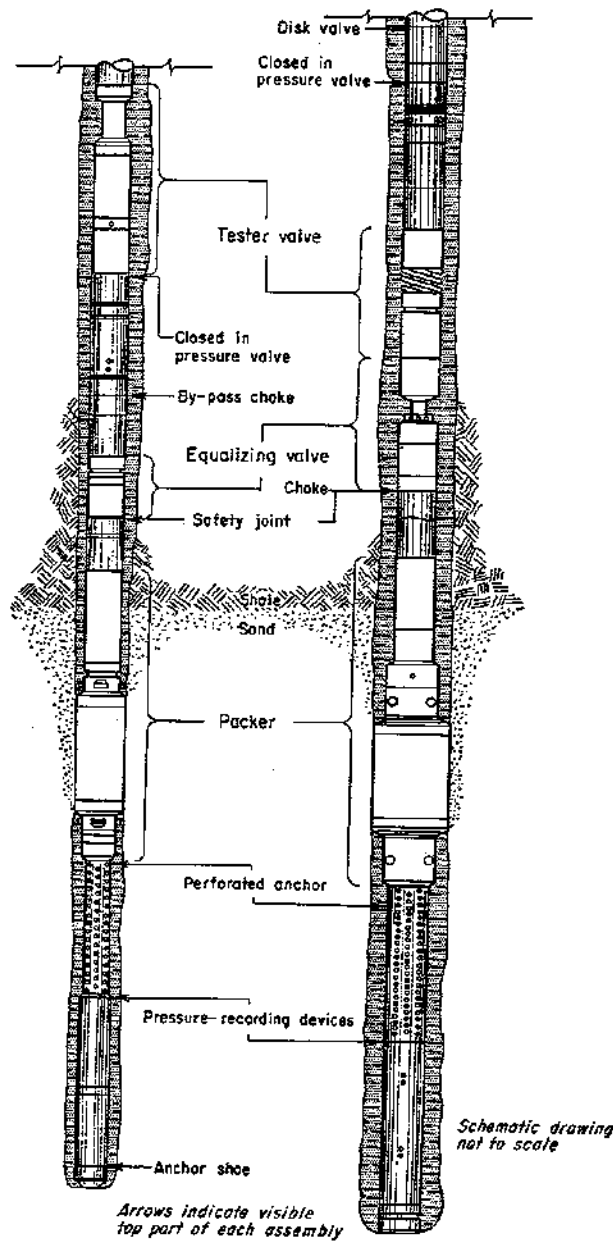 Disk valve
Closed in
pressure valve
Tester valve
Closed in
pressure valve
By-pass choke
Equalizing valve
Choke
Safety joint
Shale
Sand
Packer
Perforated anchor
Pressure-recording devices
Anchor shoe
Schematic drawing
not to scale
Arrows indicate visible
top part of each assembly